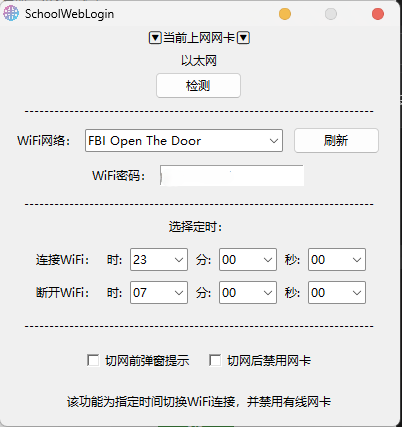 SchoolWebLogin
▼当前上网网卡▼
以太网
检测
WiFi网络： FBI Open The Door 刷新
WiFi密码：
选择定时：
连接WiFi： 时： 23 分： 00 秒： 00
断开WiFi： 时： 07 分： 00 秒： 00
切网前弹窗提示 切网后禁用网卡
该功能为指定时间切换WiFi连接，并禁用有线网卡